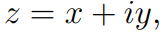 z = x + iy,